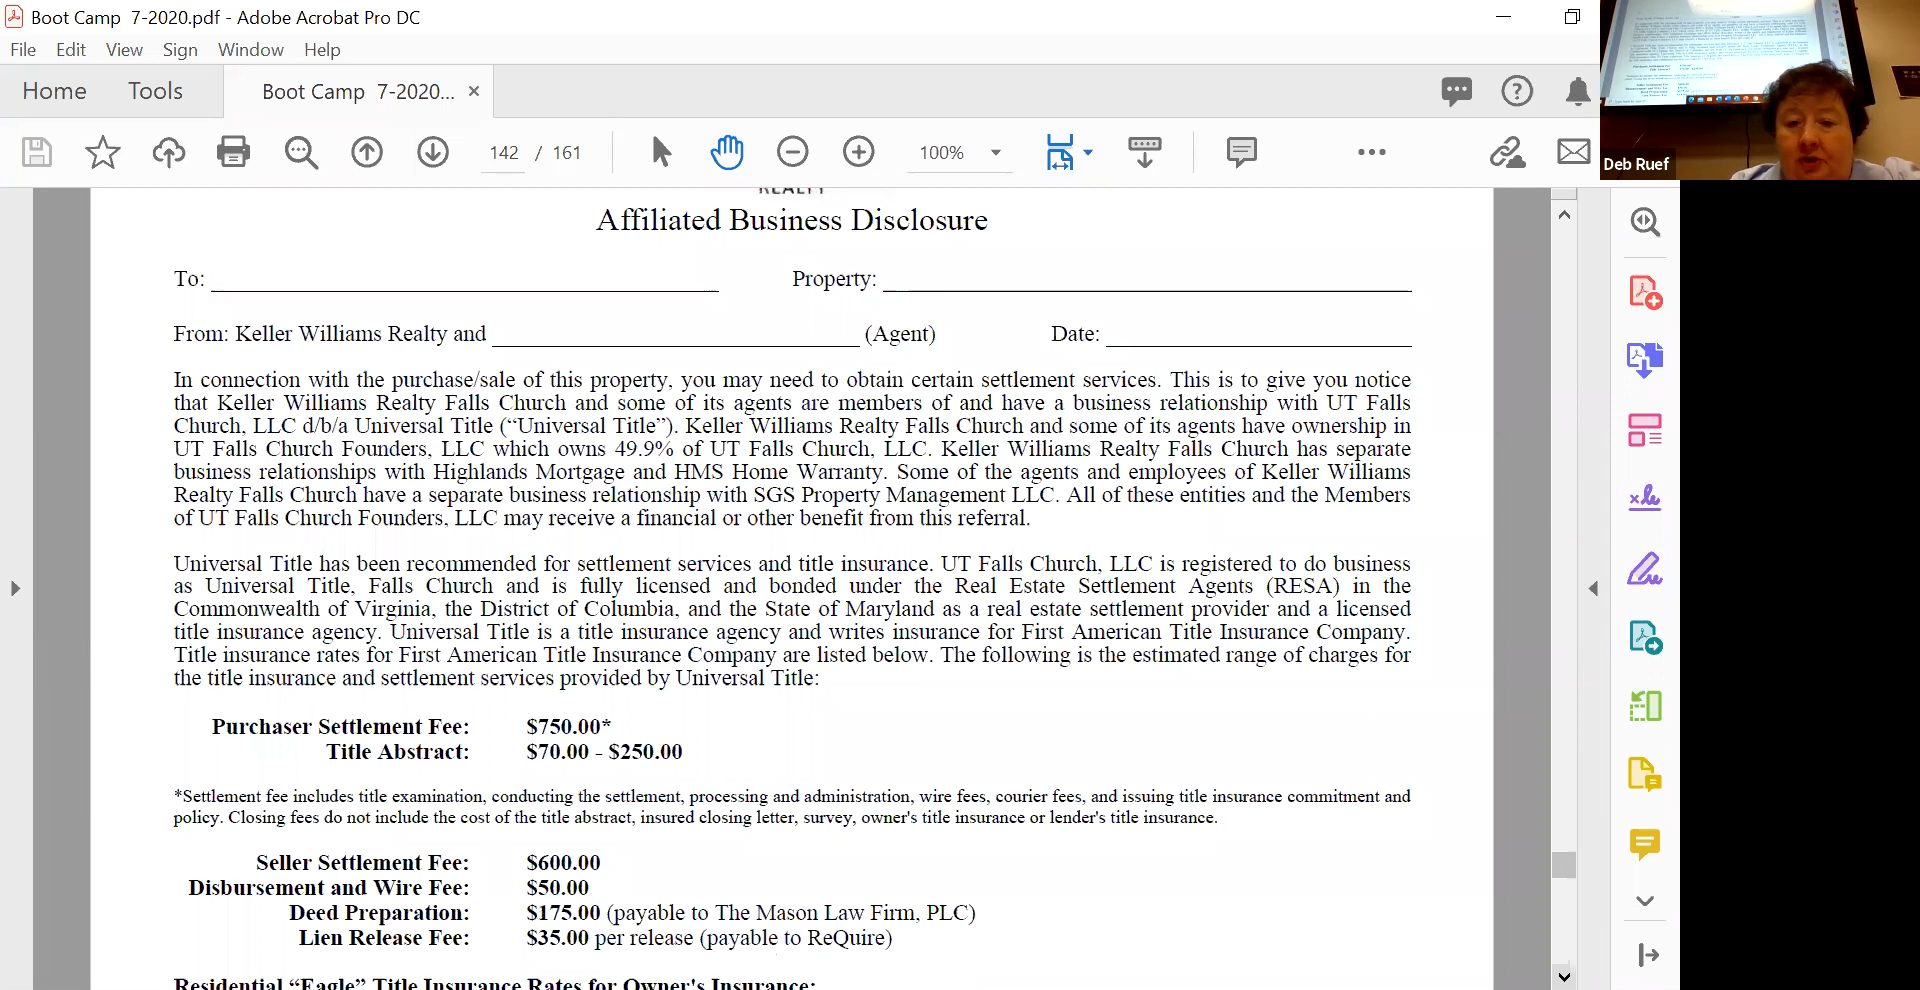 Boot Camp 7-2020.pdf - Adobe Acrobat Pro DC
File Edit View Sign Window Help
Home Tools Boot Camp 7-2020... ×
142 / 161 100%
Deb Ruef
REALTY
Affiliated Business Disclosure
To: Property:
From: Keller Williams Realty and (Agent) Date:
In connection with the purchase/sale of this property, you may need to obtain certain settlement services. This is to give you notice
that Keller Williams Realty Falls Church and some of its agents are members of and have a business relationship with UT Falls
Church, LLC d/b/a Universal Title (“Universal Title”). Keller Williams Realty Falls Church and some of its agents have ownership in
UT Falls Church Founders, LLC which owns 49.9% of UT Falls Church, LLC. Keller Williams Realty Falls Church has separate
business relationships with Highlands Mortgage and HMS Home Warranty. Some of the agents and employees of Keller Williams
Realty Falls Church have a separate business relationship with SGS Property Management LLC. All of these entities and the Members
of UT Falls Church Founders, LLC may receive a financial or other benefit from this referral.
Universal Title has been recommended for settlement services and title insurance. UT Falls Church, LLC is registered to do business
as Universal Title, Falls Church and is fully licensed and bonded under the Real Estate Settlement Agents (RESA) in the
Commonwealth of Virginia, the District of Columbia, and the State of Maryland as a real estate settlement provider and a licensed
title insurance agency. Universal Title is a title insurance agency and writes insurance for First American Title Insurance Company.
Title insurance rates for First American Title Insurance Company are listed below. The following is the estimated range of charges for
the title insurance and settlement services provided by Universal Title:
Purchaser Settlement Fee: $750.00*
Title Abstract: $70.00 - $250.00
*Settlement fee includes title examination, conducting the settlement, processing and administration, wire fees, courier fees, and issuing title insurance commitment and
policy. Closing fees do not include the cost of the title abstract, insured closing letter, survey, owner's title insurance or lender's title insurance.
Seller Settlement Fee: $600.00
Disbursement and Wire Fee: $50.00
Deed Preparation: $175.00 (payable to The Mason Law Firm, PLC)
Lien Release Fee: $35.00 per release (payable to ReQuire)
Residential “Eagle” Title Insurance Rates for Owner's Insurance: